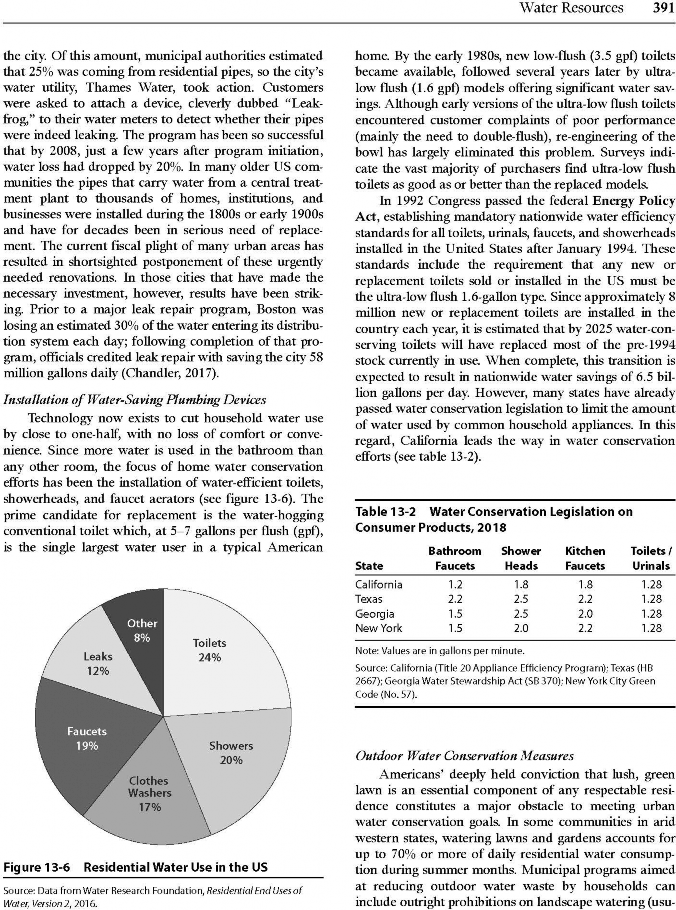 Water Resources 391
the city. Of this amount, municipal authorities estimated
that 25% was coming from residential pipes, so the city's
water utility, Thames Water, took action. Customers
were asked to attach a device, cleverly dubbed "Leak-
frog," to their water meters to detect whether their pipes
were indeed leaking. The program has been so successful
that by 2008, just a few years after program initiation,
water loss had dropped by 20%. In many older US com-
munities the pipes that carry water from a central treat-
ment plant to thousands of homes, institutions, and
businesses were installed during the 1800s or early 1900s
and have for decades been in serious need of replace-
ment. The current fiscal plight of many urban areas has
resulted in shortsighted postponement of these urgently
needed renovations. In those cities that have made the
necessary investment, however, results have been strik-
ing. Prior to a major leak repair program, Boston was
losing an estimated 30% of the water entering its distribu-
tion system each day; following completion of that pro-
gram, officials credited leak repair with saving the city 58
million gallons daily (Chandler, 2017).
Installation of Water-Saving Plumbing Devices
Technology now exists to cut household water use
by close to one-half, with no loss of comfort or conve-
nience. Since more water is used in the bathroom than
any other room, the focus of home water conservation
efforts has been the installation of water-efficient toilets,
showerheads, and faucet aerators (see figure 13-6). The
prime candidate for replacement is the water-hogging
conventional toilet which, at 5–7 gallons per flush (gpf),
is the single largest water user in a typical American
Other
8%
Toilets
24%
Leaks
12%
Faucets
19%
Showers
20%
Clothes
Washers
17%
Figure 13-6 Residential Water Use in the US
Source: Data from Water Research Foundation, Residential End Uses of
Water, Version 2, 2016.
home. By the early 1980s, new low-flush (3.5 gpf) toilets
became available, followed several years later by ultra-
low flush (1.6 gpf) models offering significant water sav-
ings. Although early versions of the ultra-low flush toilets
encountered customer complaints of poor performance
(mainly the need to double-flush), re-engineering of the
bowl has largely eliminated this problem. Surveys indi-
cate the vast majority of purchasers find ultra-low flush
toilets as good as or better than the replaced models.
In 1992 Congress passed the federal Energy Policy
Act, establishing mandatory nationwide water efficiency
standards for all toilets, urinals, faucets, and showerheads
installed in the United States after January 1994. These
standards include the requirement that any new or
replacement toilets sold or installed in the US must be
the ultra-low flush 1.6-gallon type. Since approximately 8
million new or replacement toilets are installed in the
country each year, it is estimated that by 2025 water-con-
serving toilets will have replaced most of the pre-1994
stock currently in use. When complete, this transition is
expected to result in nationwide water savings of 6.5 bil-
lion gallons per day. However, many states have already
passed water conservation legislation to limit the amount
of water used by common household appliances. In this
regard, California leads the way in water conservation
efforts (see table 13-2).
Table 13-2 Water Conservation Legislation on
Consumer Products, 2018
Bathroom Shower Kitchen Toilets /
State Faucets Heads Faucets Urinals
California 1.2 1.8 1.8 1.28
Texas 2.2 2.5 2.2 1.28
Georgia 1.5 2.5 2.0 1.28
New York 1.5 2.0 2.2 1.28
Note: Values are in gallons per minute.
Source: California (Title 20 Appliance Efficiency Program); Texas (HB
2667); Georgia Water Stewardship Act (SB 370); New York City Green
Code (No. 57).
Outdoor Water Conservation Measures
Americans' deeply held conviction that lush, green
lawn is an essential component of any respectable resi-
dence constitutes a major obstacle to meeting urban
water conservation goals. In some communities in arid
western states, watering lawns and gardens accounts for
up to 70% or more of daily residential water consump-
tion during summer months. Municipal programs aimed
at reducing outdoor water waste by households can
include outright prohibitions on landscape watering (usu-